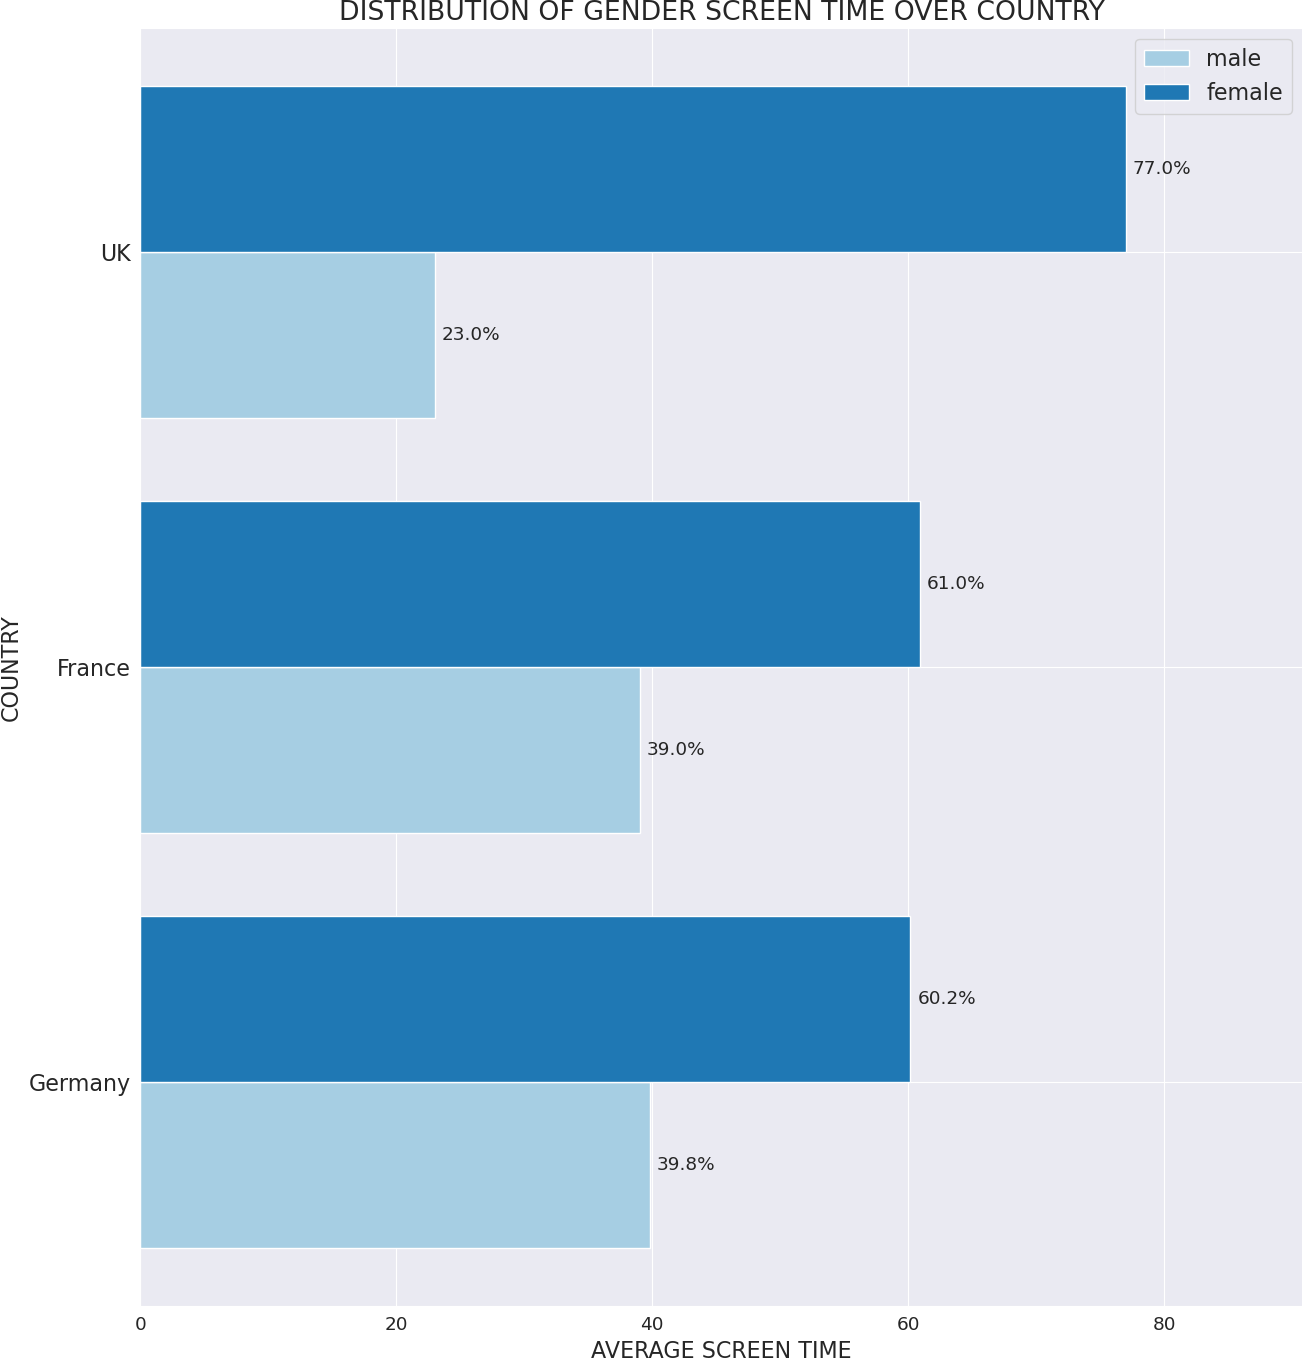 DISTRIBUTION OF GENDER SCREEN TIME OVER COUNTRY
male
female
77.0%
UK
23.0%
61.0%
France
39.0%
COUNTRY
60.2%
Germany
39.8%
0 20 40 60 80
AVERAGE SCREEN TIME